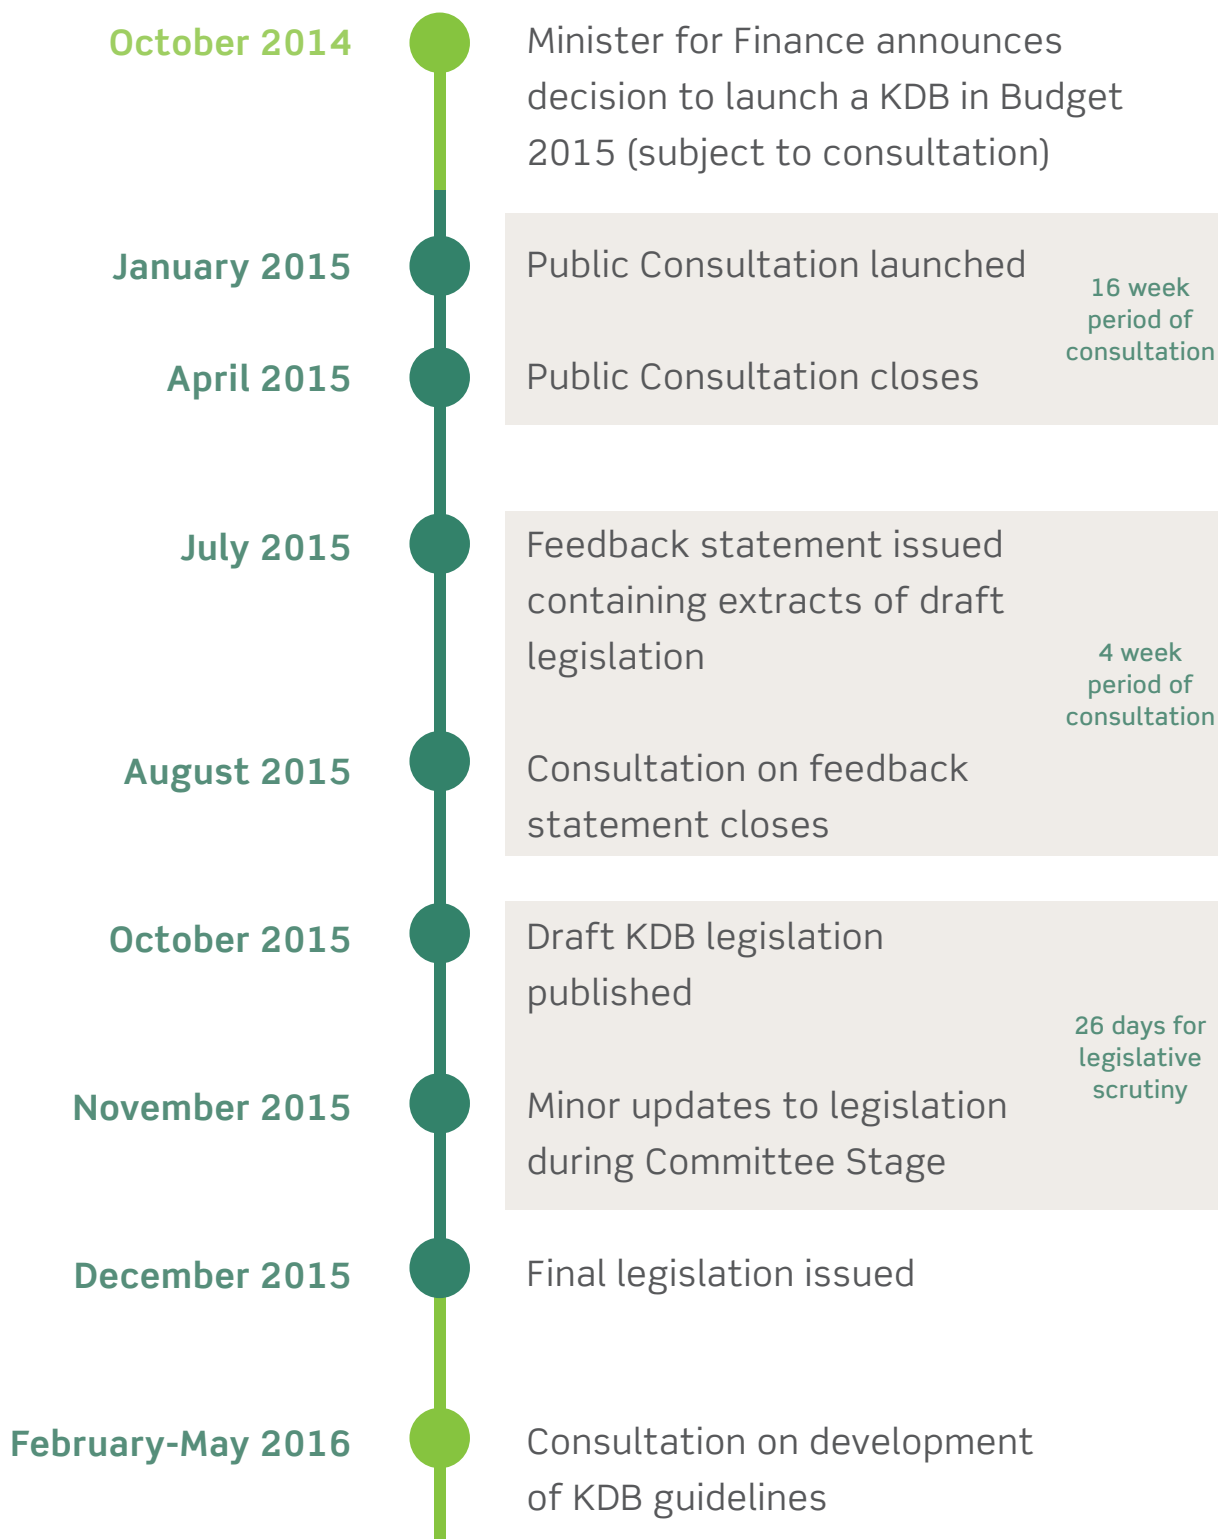 October 2014
Minister for Finance announces
decision to launch a KDB in Budget
2015 (subject to consultation)
January 2015
Public Consultation launched
16 week
period of
consultation
April 2015
Public Consultation closes
July 2015
Feedback statement issued
containing extracts of draft
legislation
4 week
period of
consultation
August 2015
Consultation on feedback
statement closes
October 2015
Draft KDB legislation
published
26 days for
legislative
scrutiny
November 2015
Minor updates to legislation
during Committee Stage
December 2015
Final legislation issued
February-May 2016
Consultation on development
of KDB guidelines